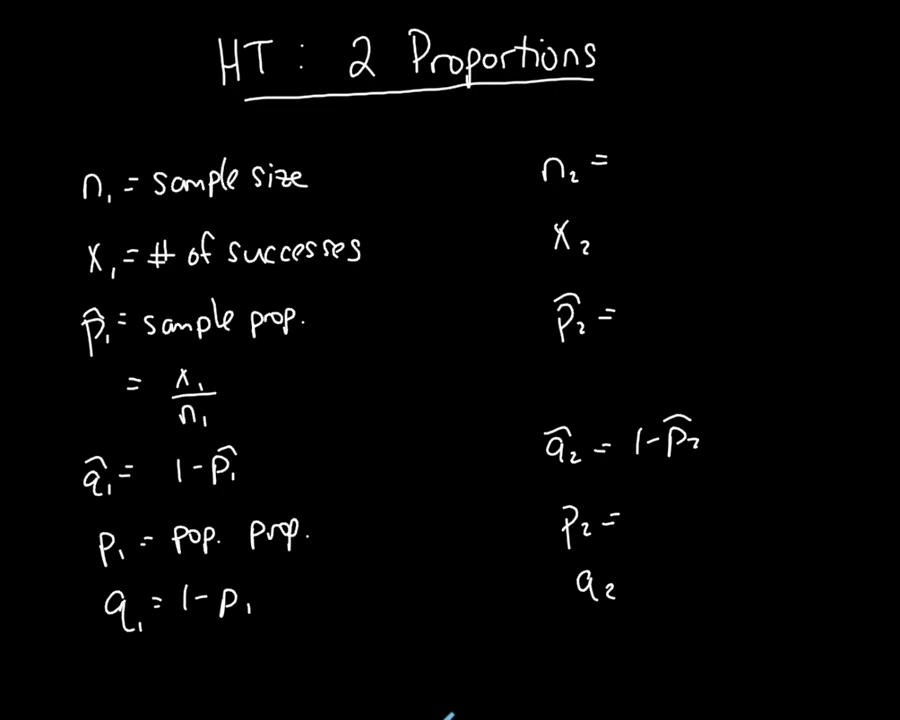 HT: 2 Proportions
n₁ = sample size
x₁ = # of successes
p̂₁ = sample prop.
= x₁/n₁
q̂₁ = 1 - p̂₁
p₁ = pop. prop.
q₁ = 1 - p₁
n₂ =
x₂
p̂₂ =
q̂₂ = 1 - p̂₂
p₂ =
q₂